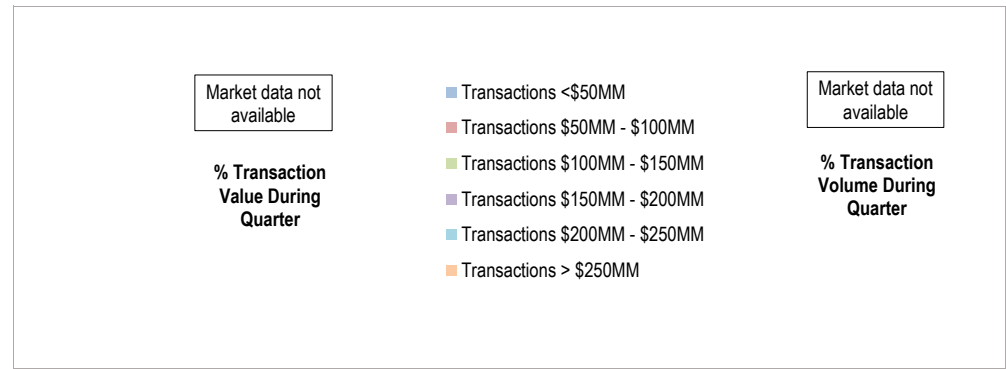 Market data not
available
% Transaction
Value During
Quarter
Transactions <$50MM
Transactions $50MM - $100MM
Transactions $100MM - $150MM
Transactions $150MM - $200MM
Transactions $200MM - $250MM
Transactions > $250MM
Market data not
available
% Transaction
Volume During
Quarter